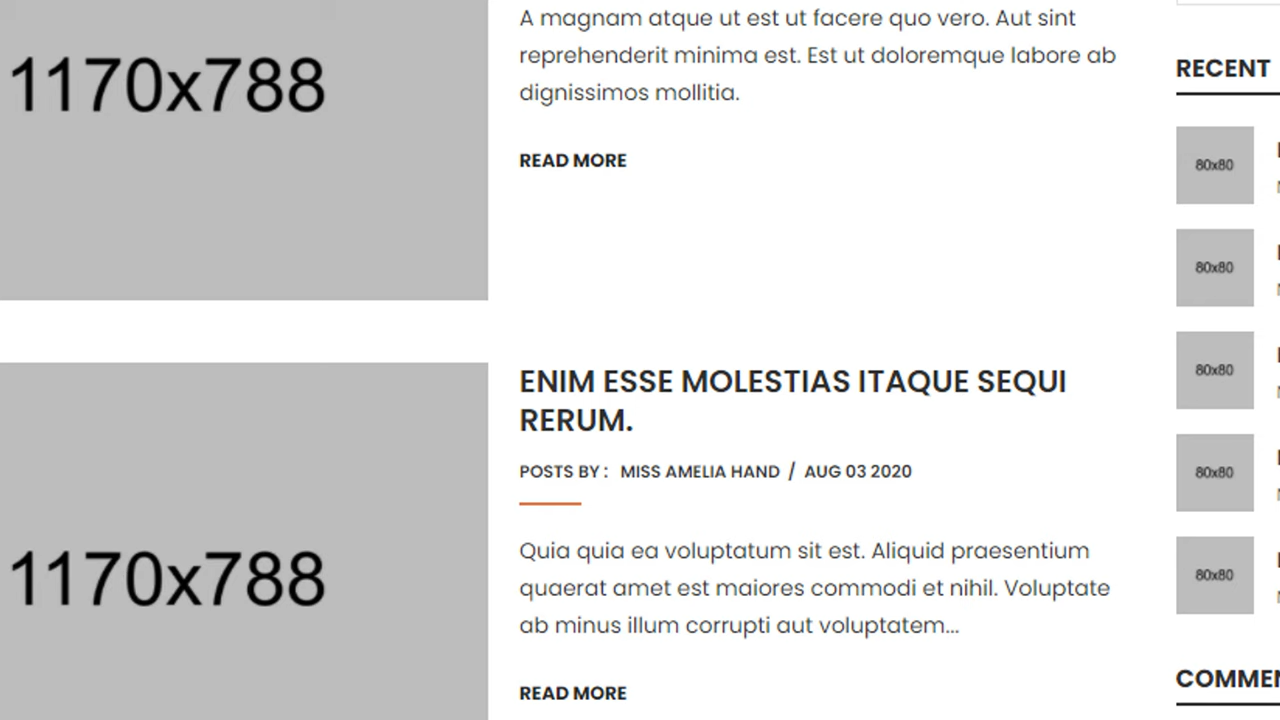 A magnam atque ut est ut facere quo vero. Aut sint
reprehenderit minima est. Est ut doloremque labore ab
dignissimos mollitia.
READ MORE
1170x788
ENIM ESSE MOLESTIAS ITAQUE SEQUI
RERUM.
POSTS BY : MISS AMELIA HAND / AUG 03 2020
Quia quia ea voluptatum sit est. Aliquid praesentium
quaerat amet est maiores commodi et nihil. Voluptate
ab minus illum corrupti aut voluptatem...
READ MORE
1170x788
RECENT
80x80
80x80
80x80
80x80
80x80